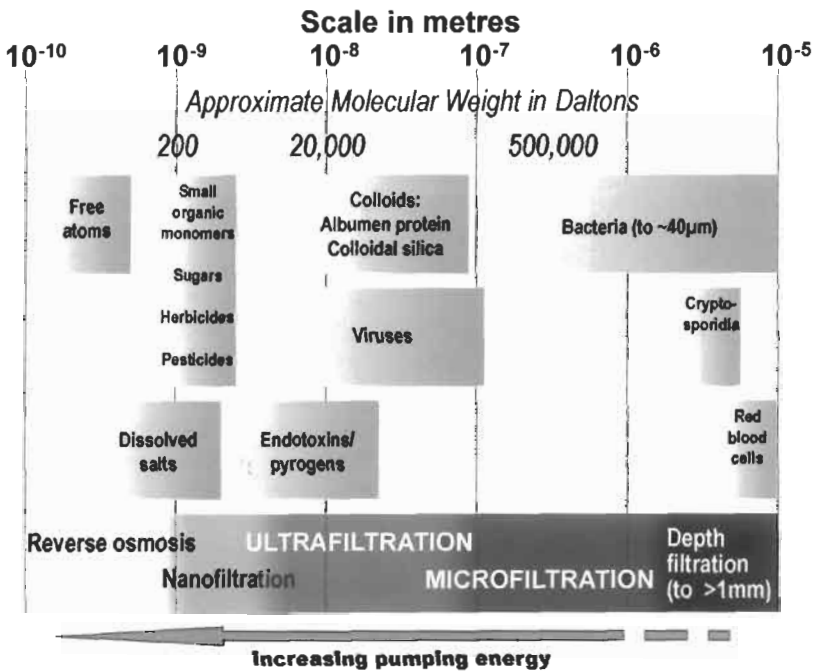 Scale in metres
10⁻¹⁰ 10⁻⁹ 10⁻⁸ 10⁻⁷ 10⁻⁶ 10⁻⁵
Approximate Molecular Weight in Daltons
200 20,000 500,000
Free
atoms
Small
organic
monomers
Sugars
Herbicides
Pesticides
Colloids:
Albumen protein
Colloidal silica
Bacteria (to ~40µm)
Viruses
Crypto-
sporidia
Dissolved
salts
Endotoxins/
pyrogens
Red
blood
cells
Reverse osmosis
ULTRAFILTRATION
Nanofiltration
MICROFILTRATION
Depth
filtration
(to >1mm)
Increasing pumping energy